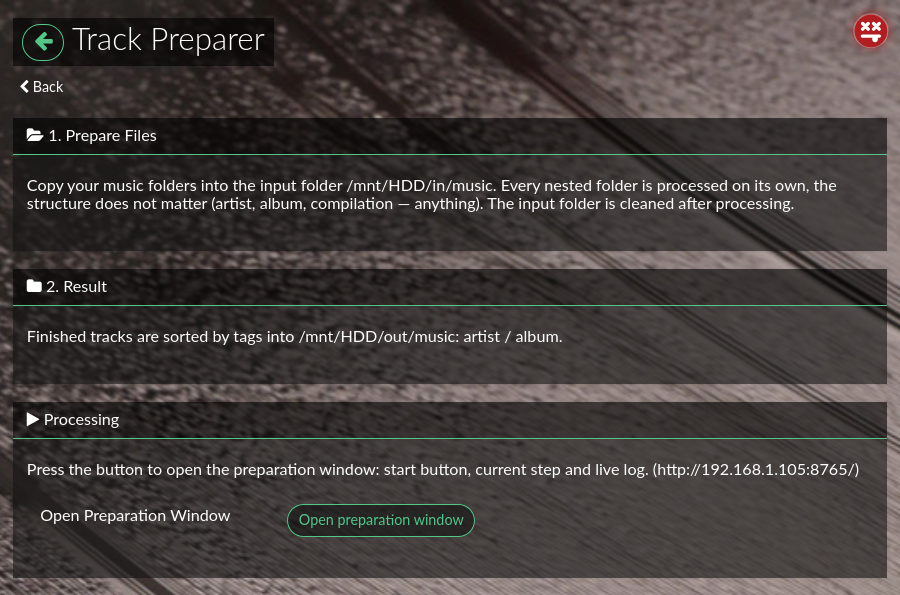 Track Preparer
Back
1. Prepare Files
Copy your music folders into the input folder /mnt/HDD/in/music. Every nested folder is processed on its own, the
structure does not matter (artist, album, compilation — anything). The input folder is cleaned after processing.
2. Result
Finished tracks are sorted by tags into /mnt/HDD/out/music: artist / album.
Processing
Press the button to open the preparation window: start button, current step and live log. (http://192.168.1.105:8765/)
Open Preparation Window
Open preparation window